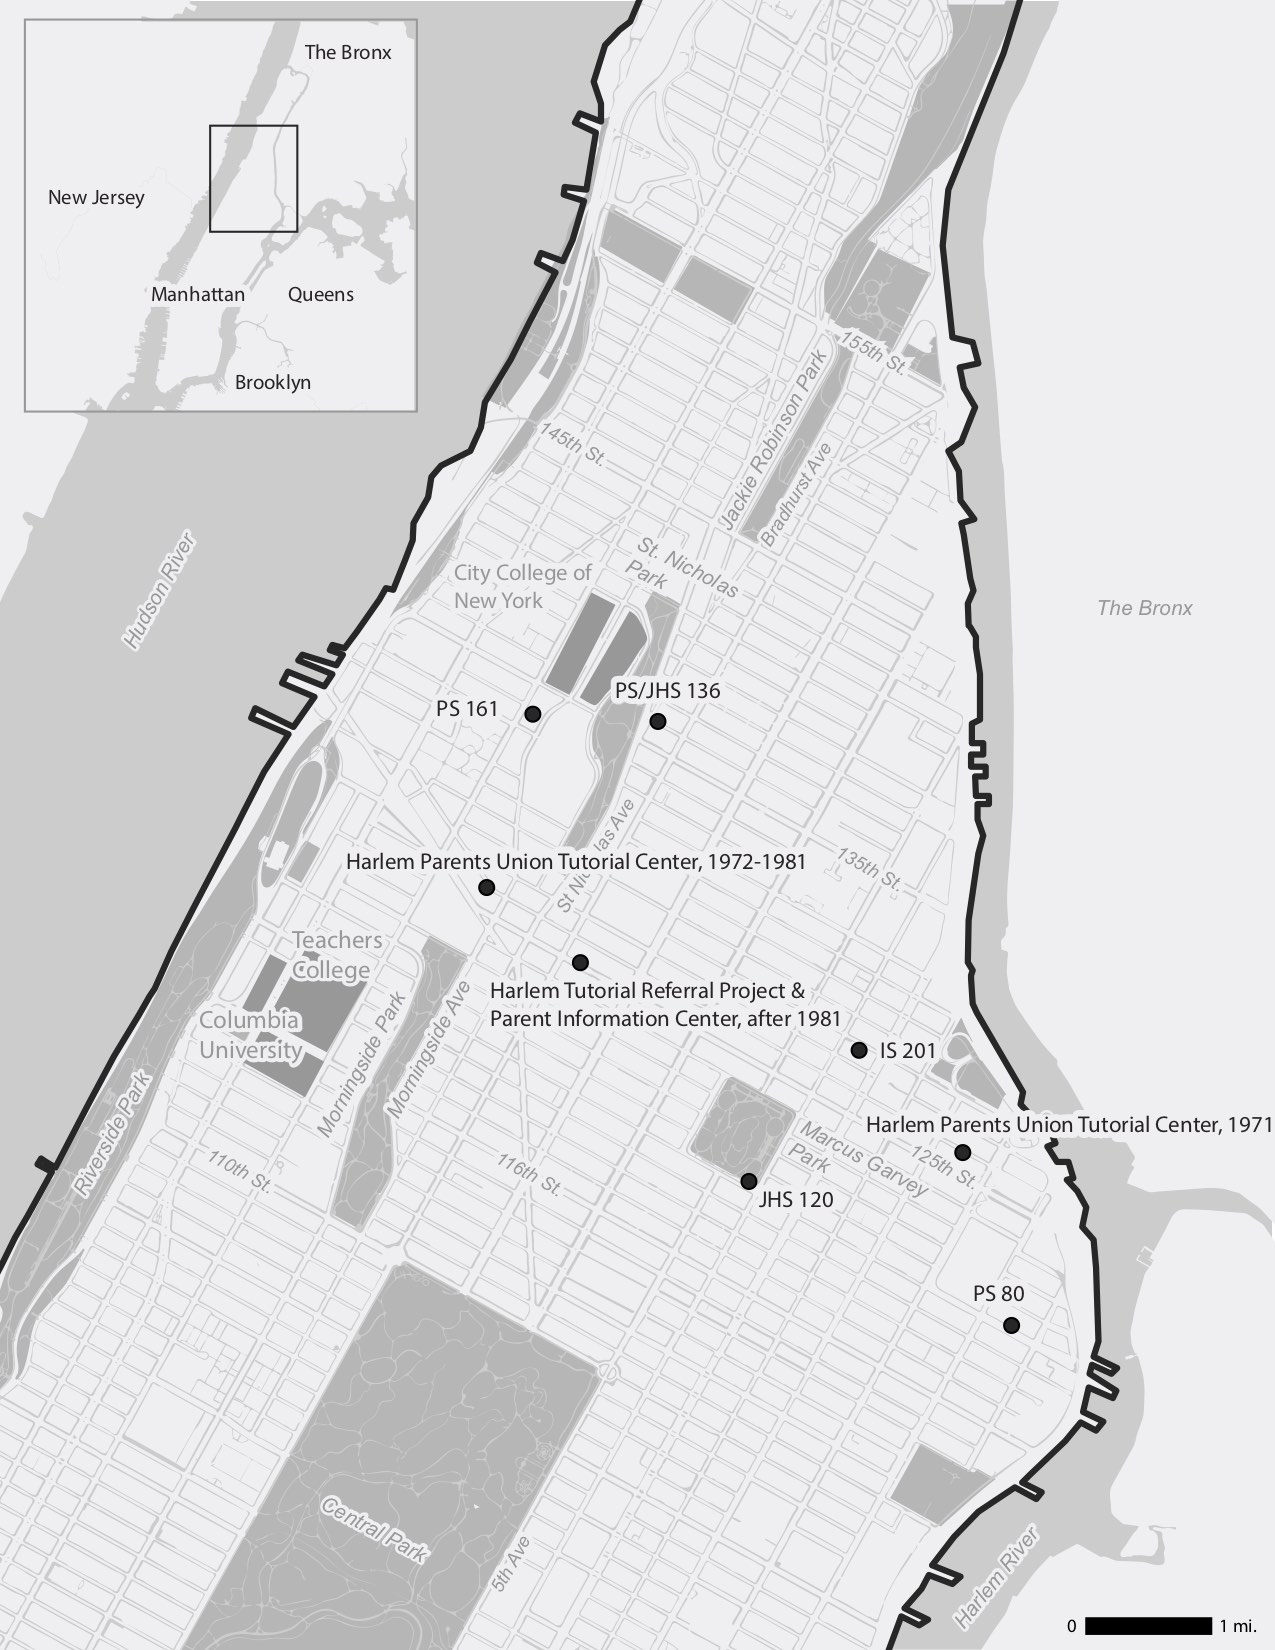 The Bronx
New Jersey
Manhattan
Queens
Brooklyn
155th St.
Jackie Robinson Park
Bradhurst Ave
145th St.
Hudson River
St. Nicholas
Park
City College of
New York
The Bronx
PS/JHS 136
PS 161
St Nicholas Ave
Harlem Parents Union Tutorial Center, 1972-1981
135th St.
Teachers
College
Harlem Tutorial Referral Project &
Parent Information Center, after 1981
Columbia
University
Morningside Park
Morningside Ave
IS 201
Riverside Park
Harlem Parents Union Tutorial Center, 1971
Marcus Garvey
Park
125th St.
110th St.
116th St.
JHS 120
PS 80
Central Park
5th Ave
Harlem River
0 1 mi.